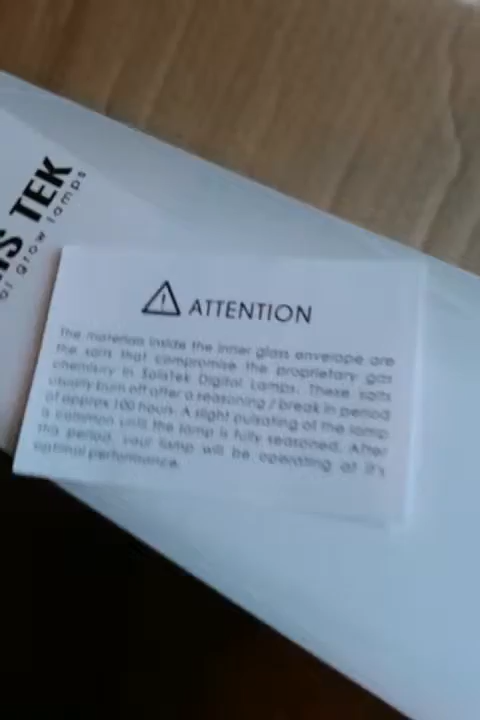 IS TEK
al grow lamps
ATTENTION
The materials inside the inner glass envelope are
the salts that compromise the proprietary gas
chemistry in Solistek Digital Lamps. These salts
usually burn off after a seasoning / break in period
of approx 100 hours. A slight pulsating of the lamp
is common until the lamp is fully seasoned. After
this period, your lamp will be operating at it's
optimal performance.